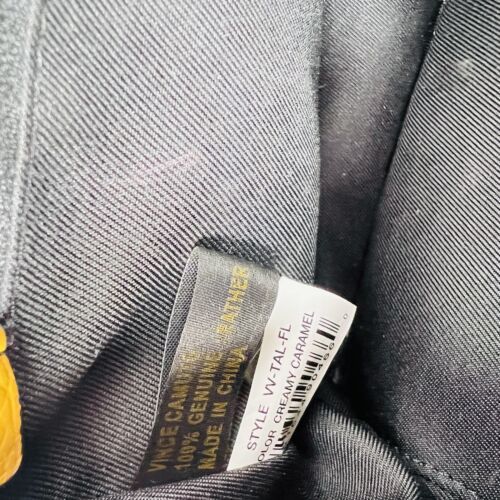 VINCE CAMUTO
100% GENUINE LEATHER
MADE IN CHINA
STYLE VV-TAL-FL
COLOR CREAMY CARAMEL